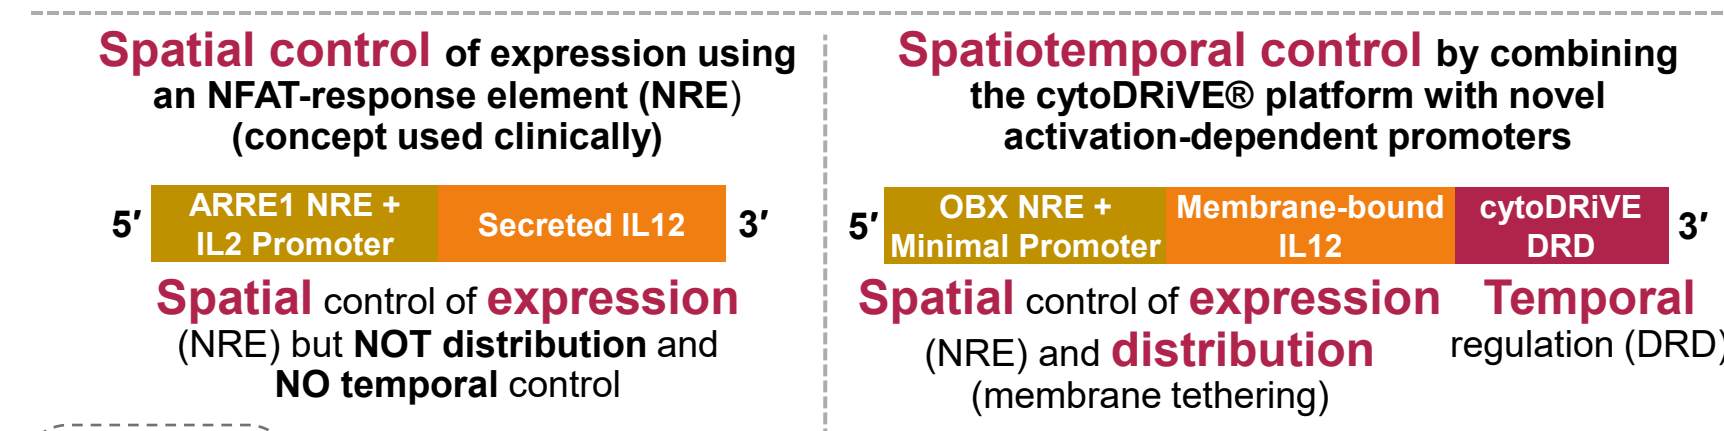 Spatial control of expression using
an NFAT-response element (NRE)
(concept used clinically)
5′
ARRE1 NRE +
IL2 Promoter
Secreted IL12
3′
Spatial control of expression
(NRE) but NOT distribution and
NO temporal control
Spatiotemporal control by combining
the cytoDRiVE® platform with novel
activation-dependent promoters
5′
OBX NRE +
Minimal Promoter
Membrane-bound
IL12
cytoDRiVE
DRD
3′
Spatial control of expression
(NRE) and distribution
(membrane tethering)
Temporal
regulation (DRD)